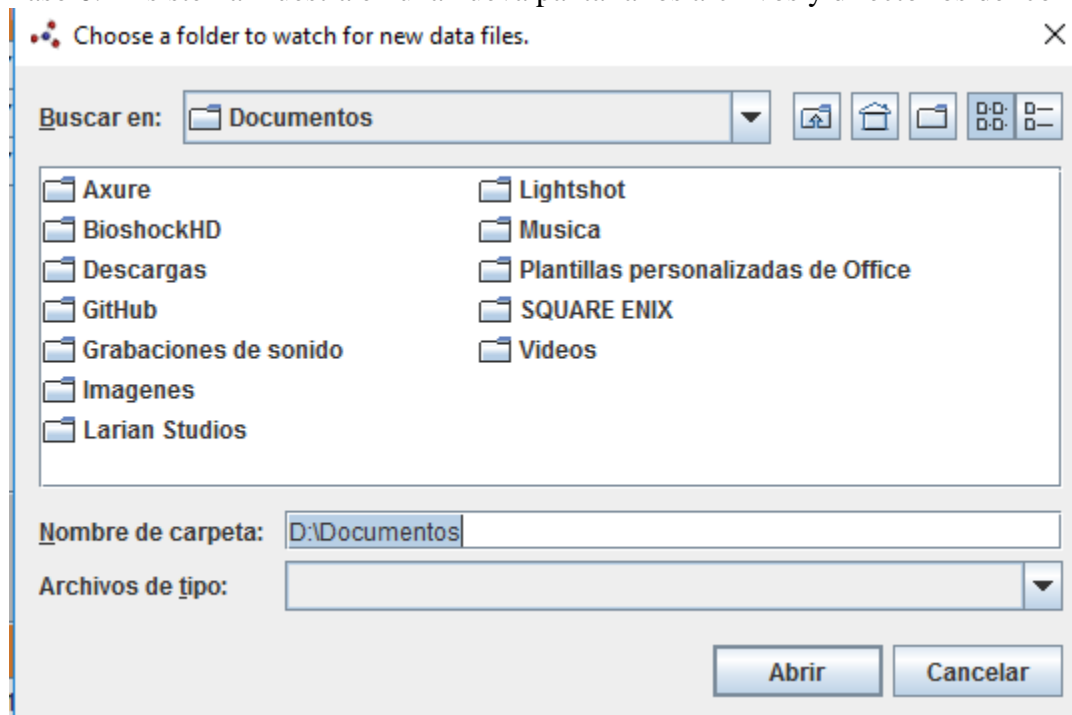 Choose a folder to watch for new data files.
Buscar en: Documentos
Axure
BioshockHD
Descargas
GitHub
Grabaciones de sonido
Imagenes
Larian Studios
Lightshot
Musica
Plantillas personalizadas de Office
SQUARE ENIX
Videos
Nombre de carpeta: D:\Documentos
Archivos de tipo:
Abrir Cancelar